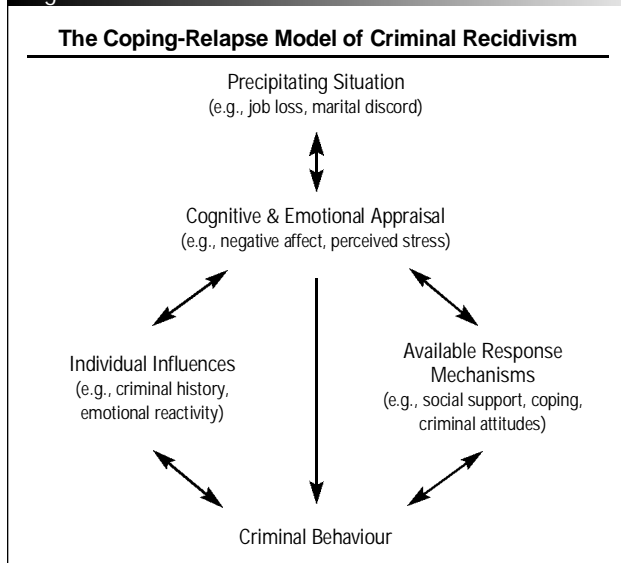 The Coping-Relapse Model of Criminal Recidivism
Precipitating Situation
(e.g., job loss, marital discord)
Cognitive & Emotional Appraisal
(e.g., negative affect, perceived stress)
Individual Influences
(e.g., criminal history,
emotional reactivity)
Available Response
Mechanisms
(e.g., social support, coping,
criminal attitudes)
Criminal Behaviour